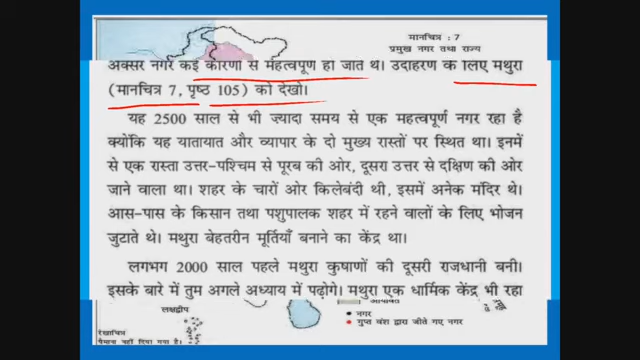 मानचित्र : 7
प्रमुख नगर तथा राज्य
अक्सर नगर कई कारणों से महत्वपूर्ण हो जाते थे। उदाहरण के लिए मथुरा
(मानचित्र 7, पृष्ठ 105) को देखो।
यह 2500 साल से भी ज्यादा समय से एक महत्वपूर्ण नगर रहा है
क्योंकि यह यातायात और व्यापार के दो मुख्य रास्तों पर स्थित था। इनमें
से एक रास्ता उत्तर-पश्चिम से पूरब की ओर, दूसरा उत्तर से दक्षिण की ओर
जाने वाला था। शहर के चारों ओर किलेबंदी थी, इसमें अनेक मंदिर थे।
आस-पास के किसान तथा पशुपालक शहर में रहने वालों के लिए भोजन
जुटाते थे। मथुरा बेहतरीन मूर्तियाँ बनाने का केंद्र था।
लगभग 2000 साल पहले मथुरा कुषाणों की दूसरी राजधानी बनी।
इसके बारे में तुम अगले अध्याय में पढ़ोगे। मथुरा एक धार्मिक केंद्र भी रहा
लक्षद्वीप
नगर
गुप्त वंश द्वारा जीते गए नगर
रेखाचित्र
पैमाना नहीं दिया गया है।